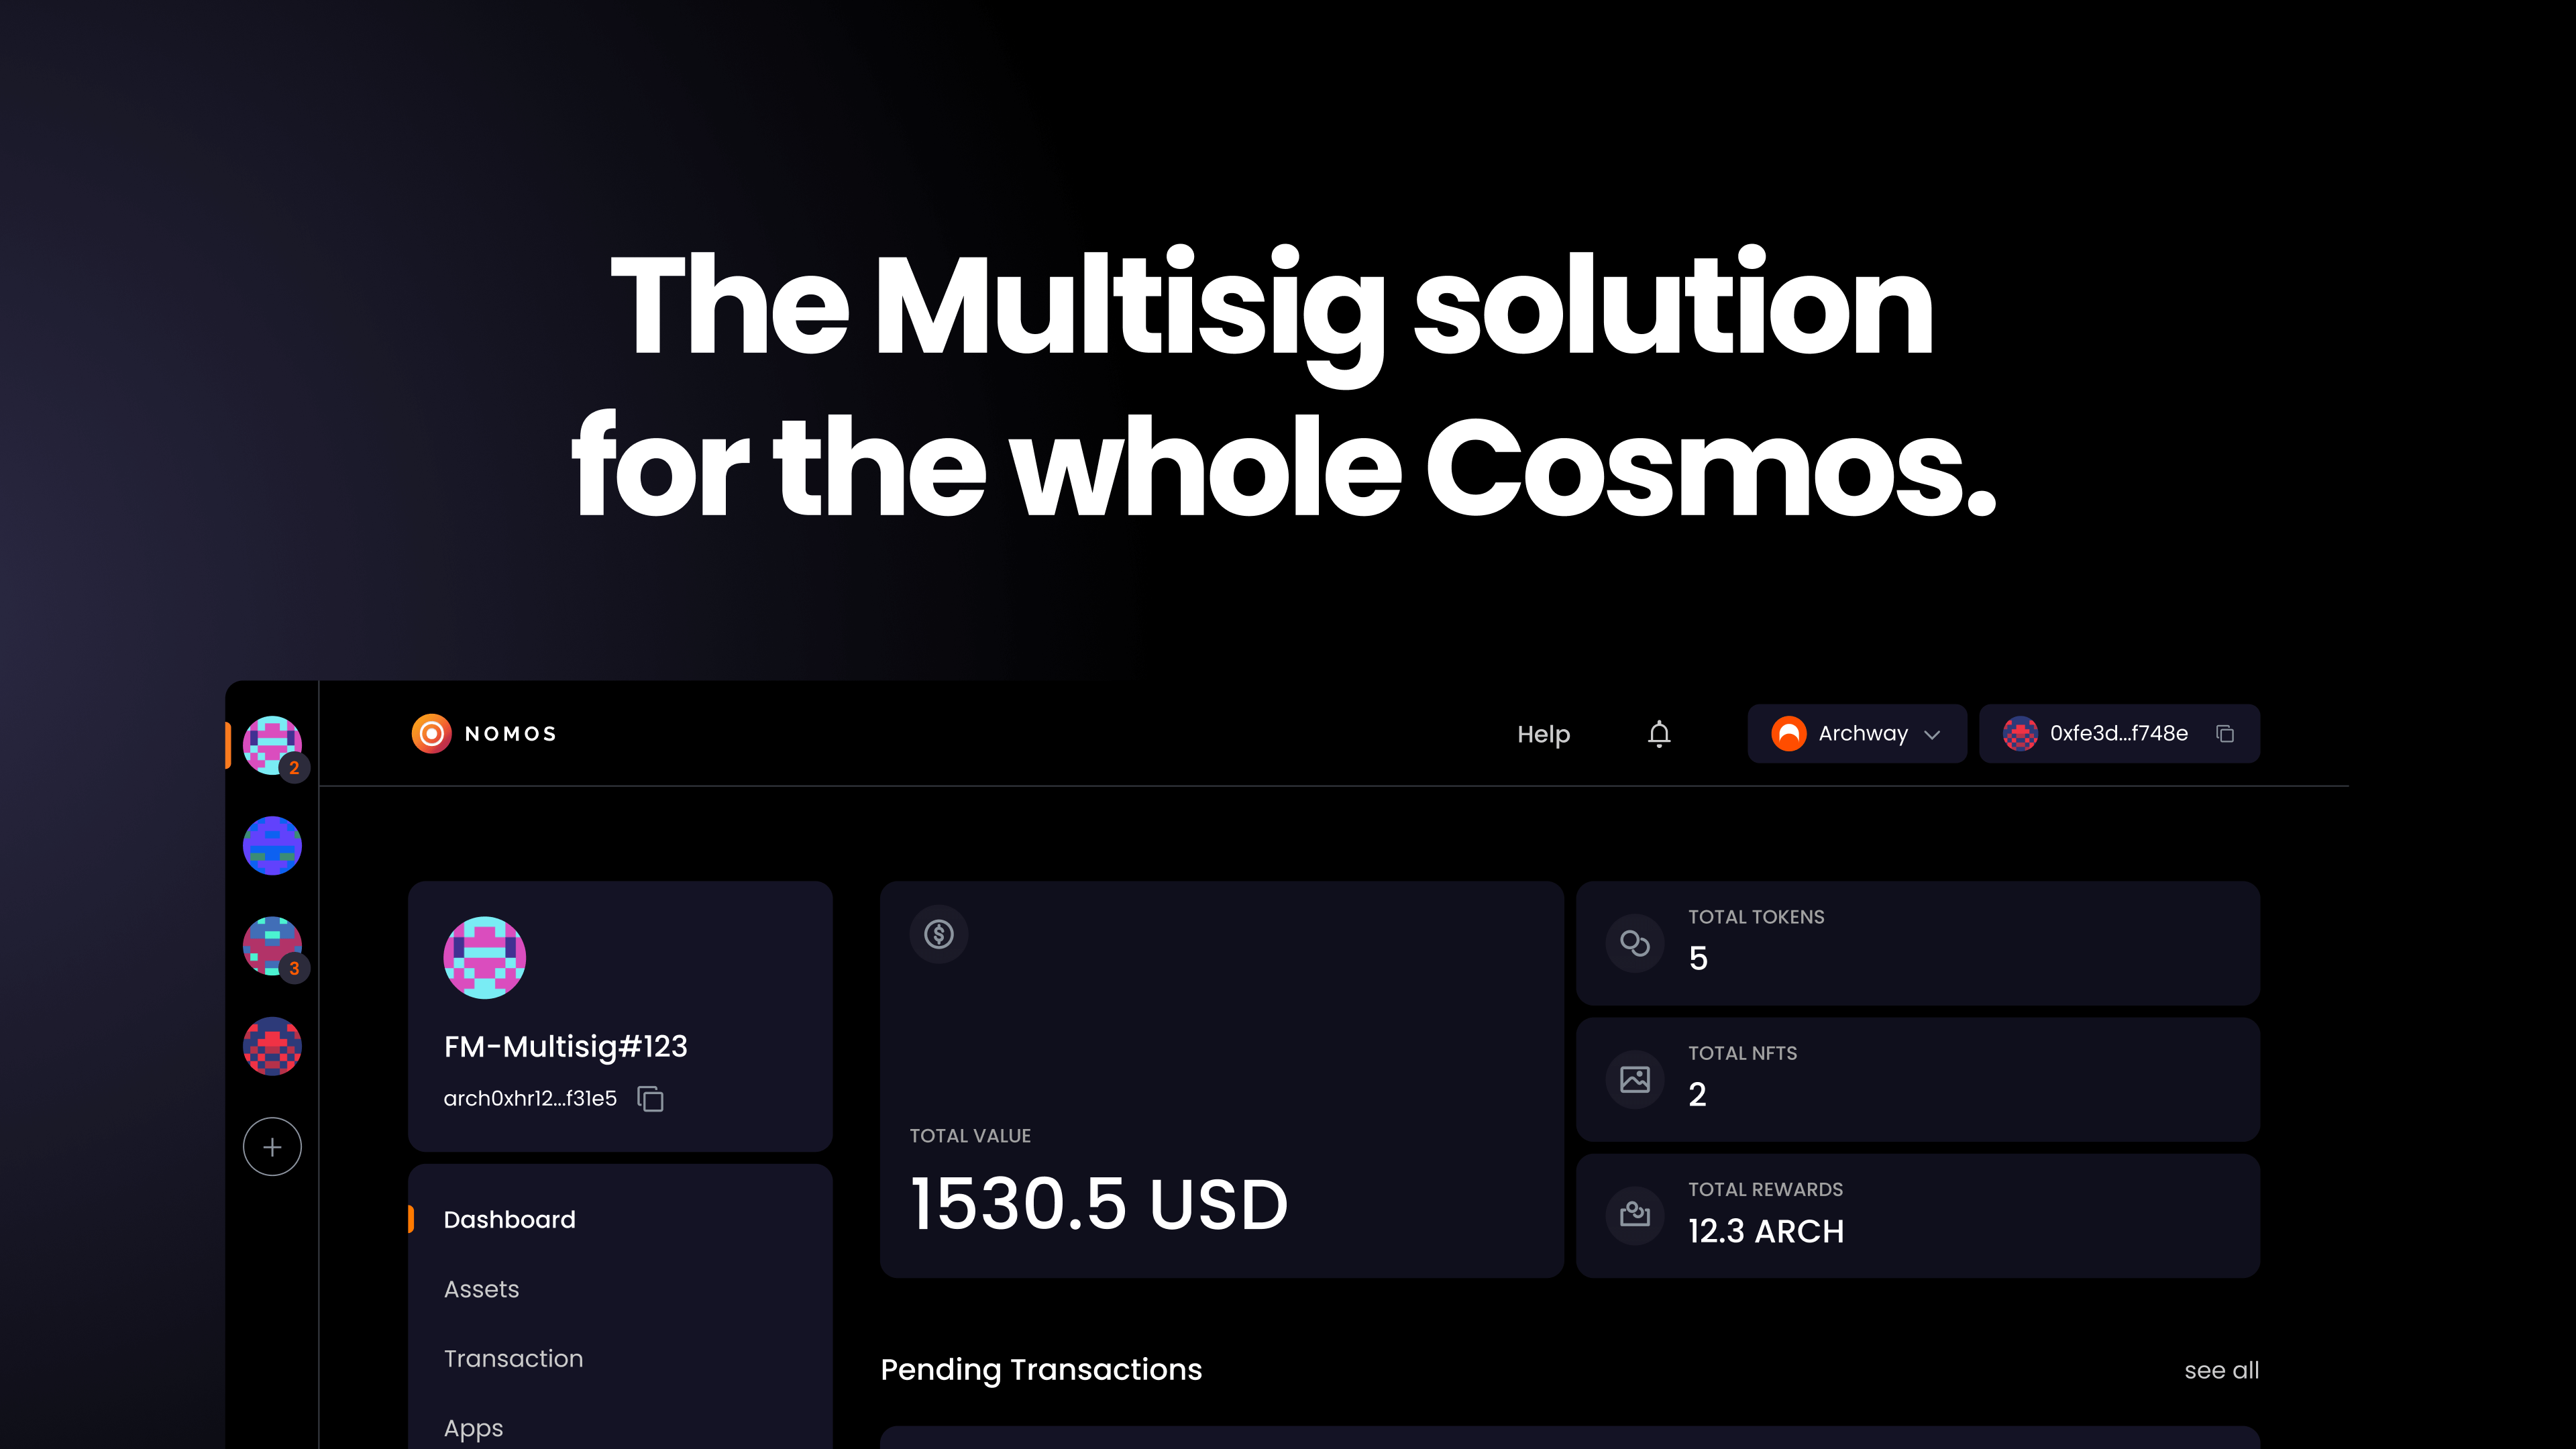 The Multisig solution
for the whole Cosmos.
NOMOS
Help
Archway
0xfe3d...f748e
2
3
FM-Multisig#123
arch0xhr12...f31e5
Dashboard
Assets
Transaction
Apps
TOTAL VALUE
1530.5 USD
TOTAL TOKENS
5
TOTAL NFTS
2
TOTAL REWARDS
12.3 ARCH
Pending Transactions
see all